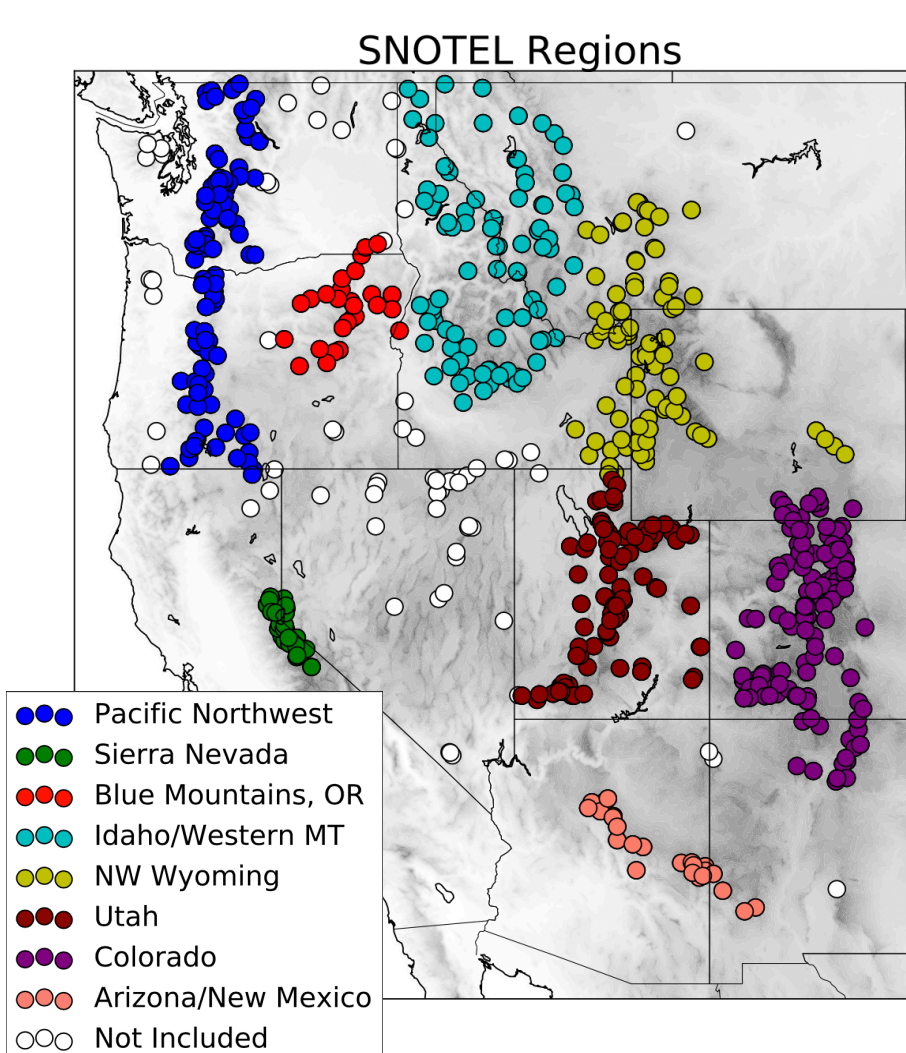 SNOTEL Regions
Pacific Northwest
Sierra Nevada
Blue Mountains, OR
Idaho/Western MT
NW Wyoming
Utah
Colorado
Arizona/New Mexico
Not Included